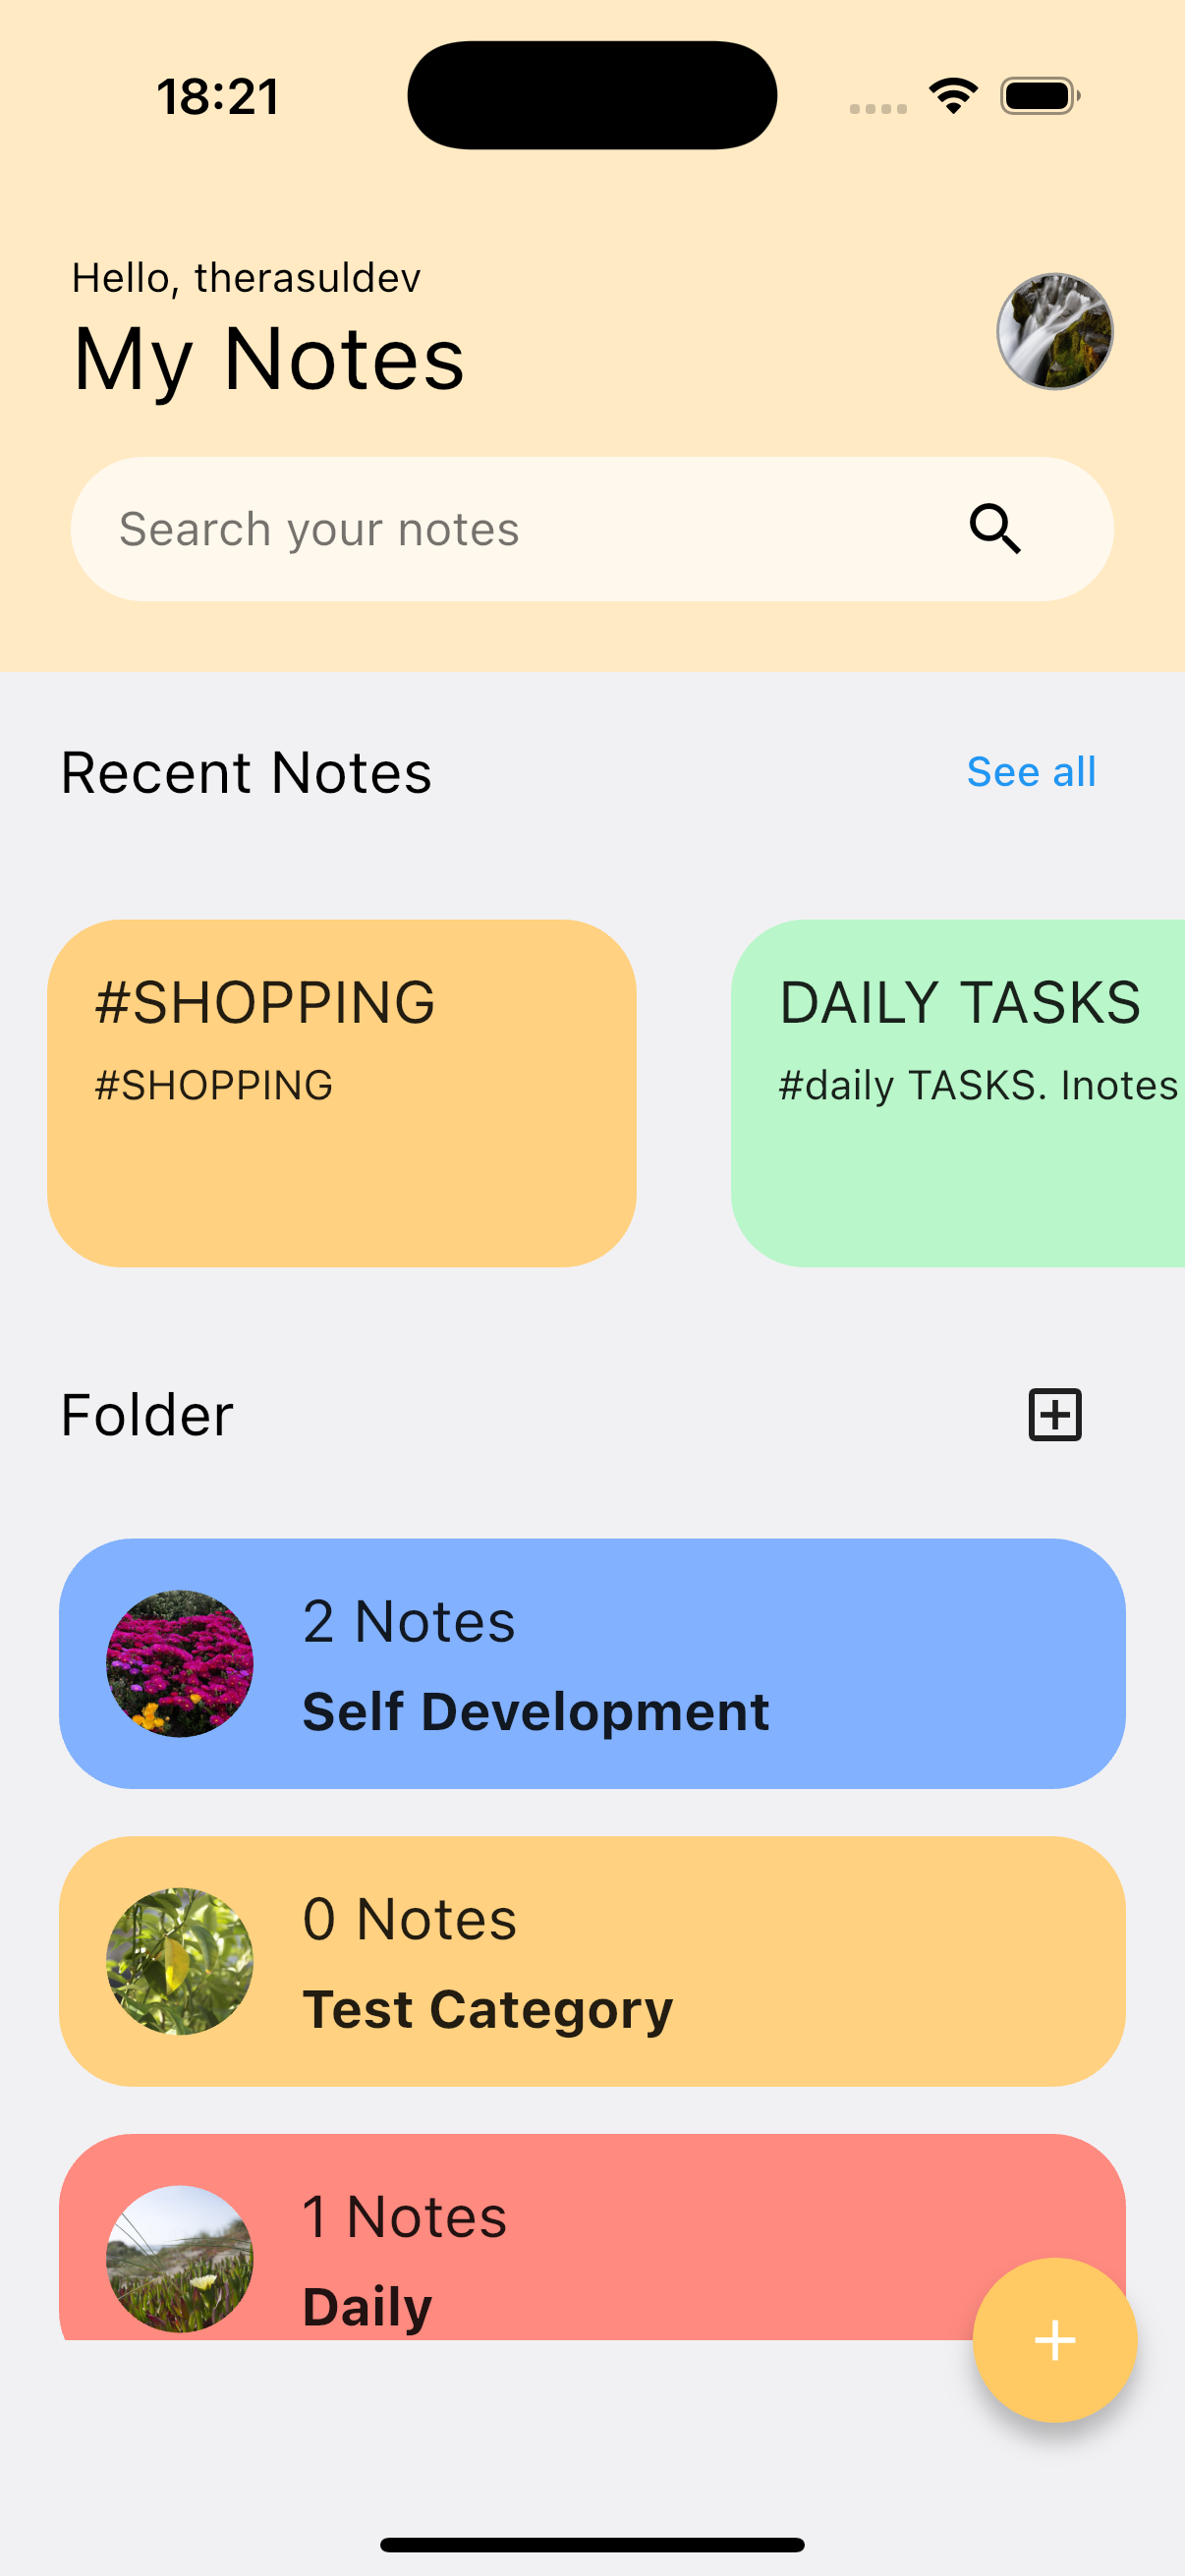 18:21
Hello, therasuldev
My Notes
Search your notes
Recent Notes
See all
#SHOPPING
#SHOPPING
DAILY TASKS
#daily TASKS. Inotes
Folder
2 Notes
Self Development
0 Notes
Test Category
1 Notes
Daily